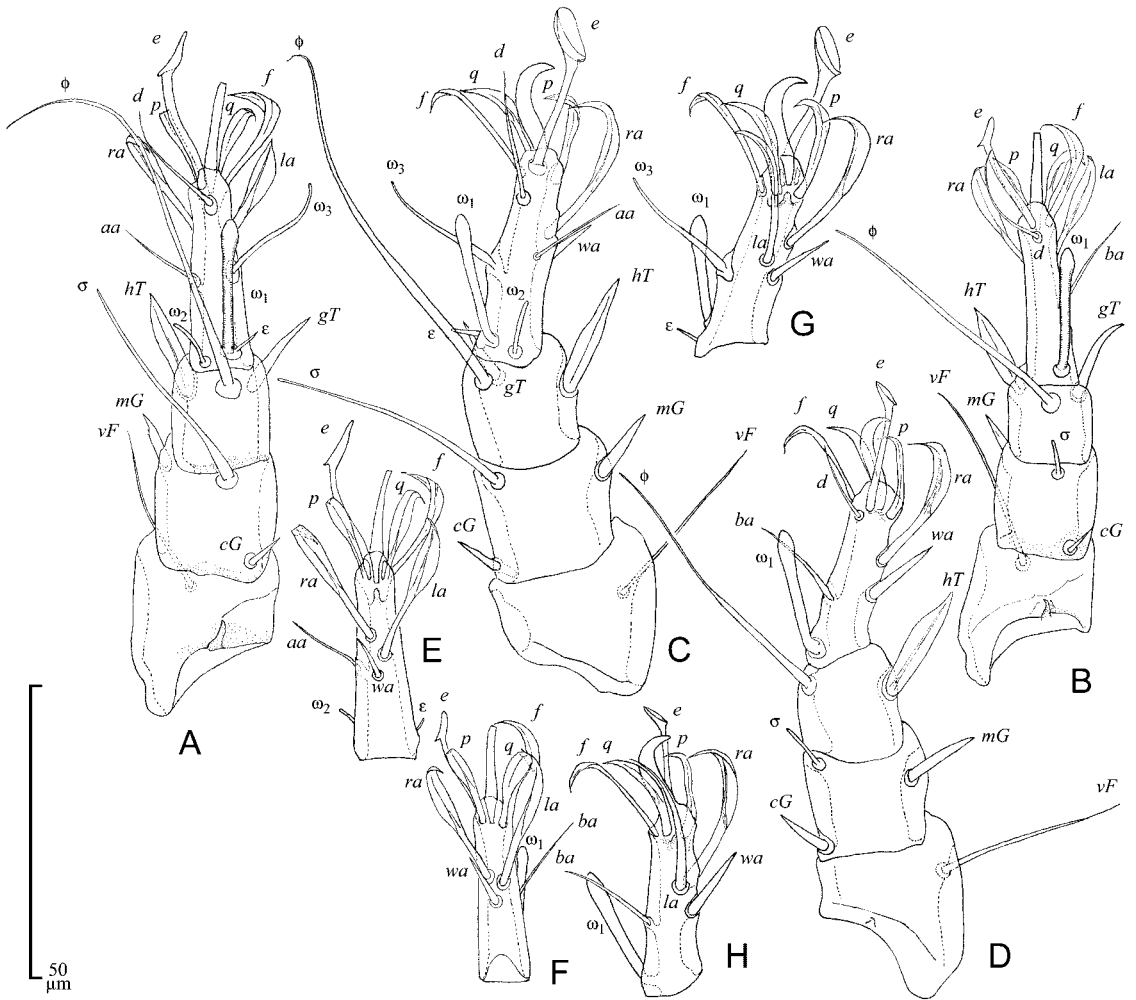 e
ϕ
d
p
f
q
ra
la
ω3
aa
σ
hT
ω2
ω1
ε
gT
mG
vF
cG
A
ϕ
d
e
f
q
p
ra
ω3
ω1
aa
wa
ω2
hT
ε
gT
σ
mG
vF
cG
C
e
f
q
p
ra
ω3
ω1
la
wa
ε
G
e
f
p
q
la
ra
ϕ
d
ω1
ba
hT
gT
vF
mG
σ
cG
B
e
f
p
q
ra
la
aa
wa
ω2
ε
E
e
f
q
p
ϕ
d
ra
ba
ω1
wa
hT
σ
mG
cG
vF
D
e
f
p
q
ra
la
ba
wa
ω1
F
e
f
q
p
ra
ba
la
wa
ω1
H
50
µm